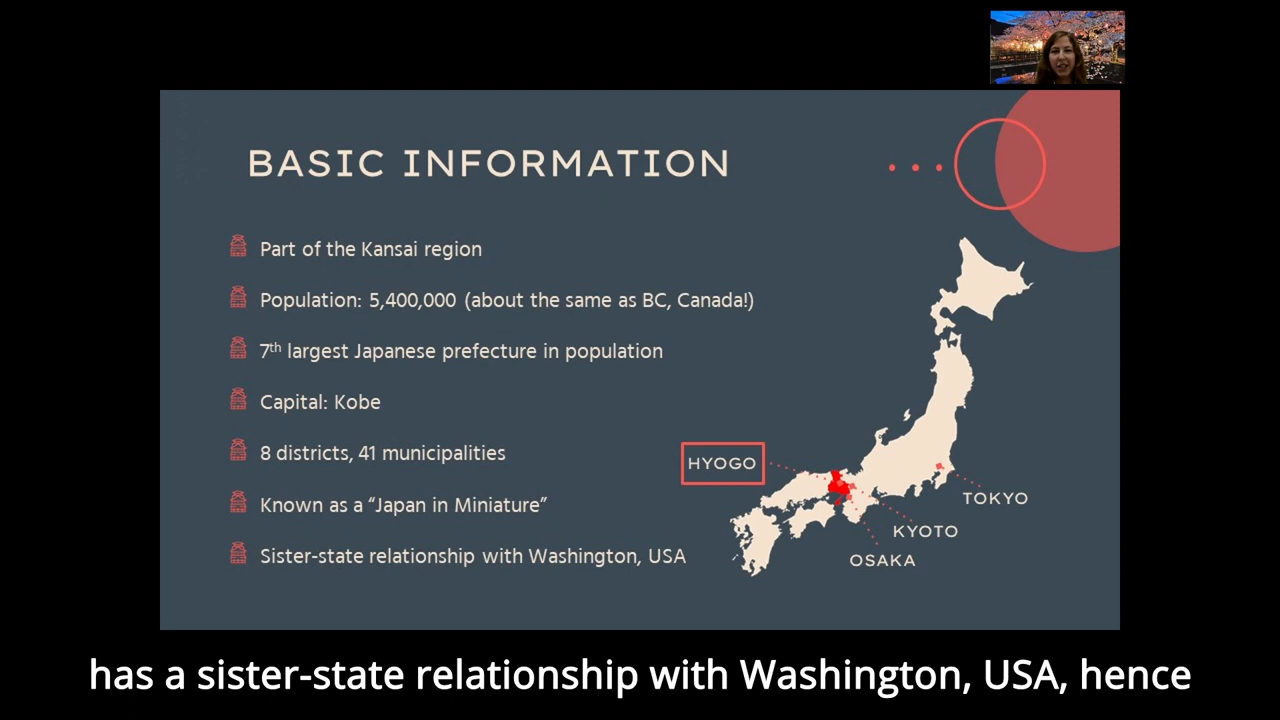 BASIC INFORMATION
Part of the Kansai region
Population: 5,400,000 (about the same as BC, Canada!)
7th largest Japanese prefecture in population
Capital: Kobe
8 districts, 41 municipalities
Known as a “Japan in Miniature”
Sister-state relationship with Washington, USA
HYOGO
TOKYO
KYOTO
OSAKA
has a sister-state relationship with Washington, USA, hence